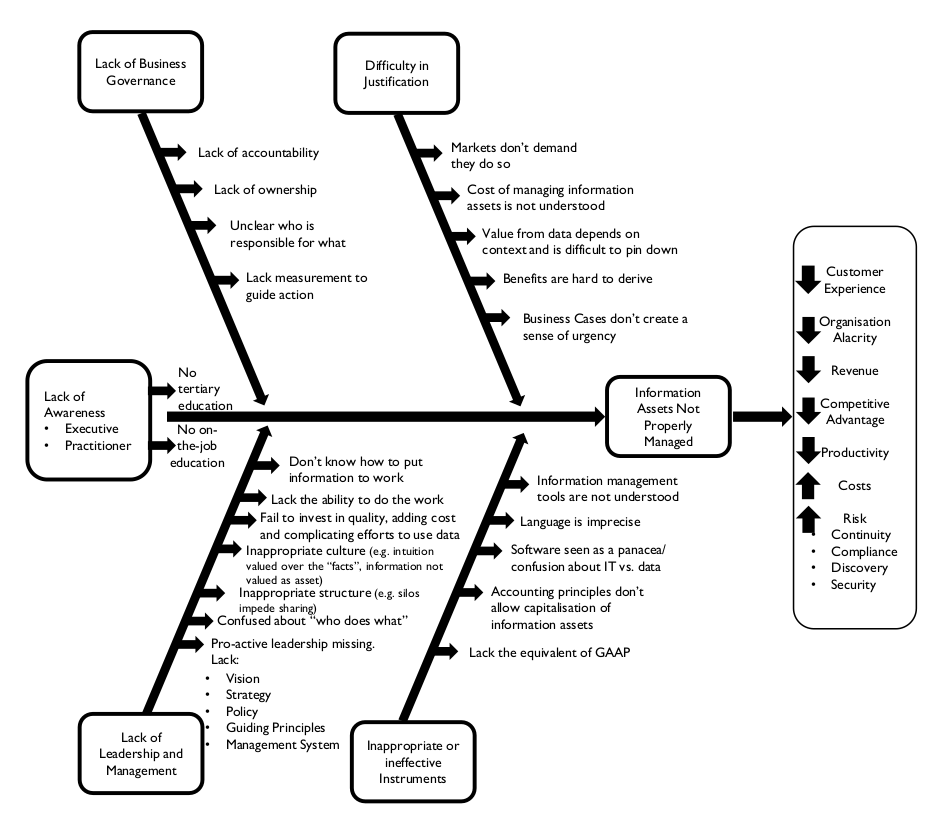 Lack of Business
Governance
Lack of accountability
Lack of ownership
Unclear who is
responsible for what
Lack measurement to
guide action
Difficulty in
Justification
Markets don't demand
they do so
Cost of managing information
assets is not understood
Value from data depends on
context and is difficult to pin down
Benefits are hard to derive
Business Cases don't create a
sense of urgency
Lack of
Awareness
• Executive
• Practitioner
No
tertiary
education
No on-
the-job
education
Information
Assets Not
Properly
Managed
Customer
Experience
Organisation
Alacrity
Revenue
Competitive
Advantage
Productivity
Costs
Risk
• Continuity
• Compliance
• Discovery
• Security
Don't know how to put
information to work
Lack the ability to do the work
Fail to invest in quality, adding cost
and complicating efforts to use data
Inappropriate culture (e.g. intuition
valued over the "facts", information not
valued as asset)
Inappropriate structure (e.g. silos
impede sharing)
Confused about "who does what"
Pro-active leadership missing.
Lack:
• Vision
• Strategy
• Policy
• Guiding Principles
• Management System
Lack of
Leadership and
Management
Information management
tools are not understood
Language is imprecise
Software seen as a panacea/
confusion about IT vs. data
Accounting principles don't
allow capitalisation of
information assets
Lack the equivalent of GAAP
Inappropriate or
ineffective
Instruments